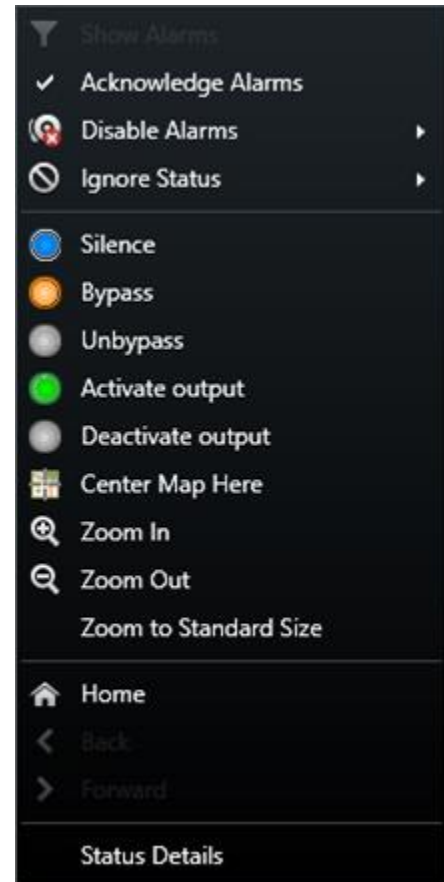 Show Alarms
Acknowledge Alarms
Disable Alarms
Ignore Status
Silence
Bypass
Unbypass
Activate output
Deactivate output
Center Map Here
Zoom In
Zoom Out
Zoom to Standard Size
Home
Back
Forward
Status Details